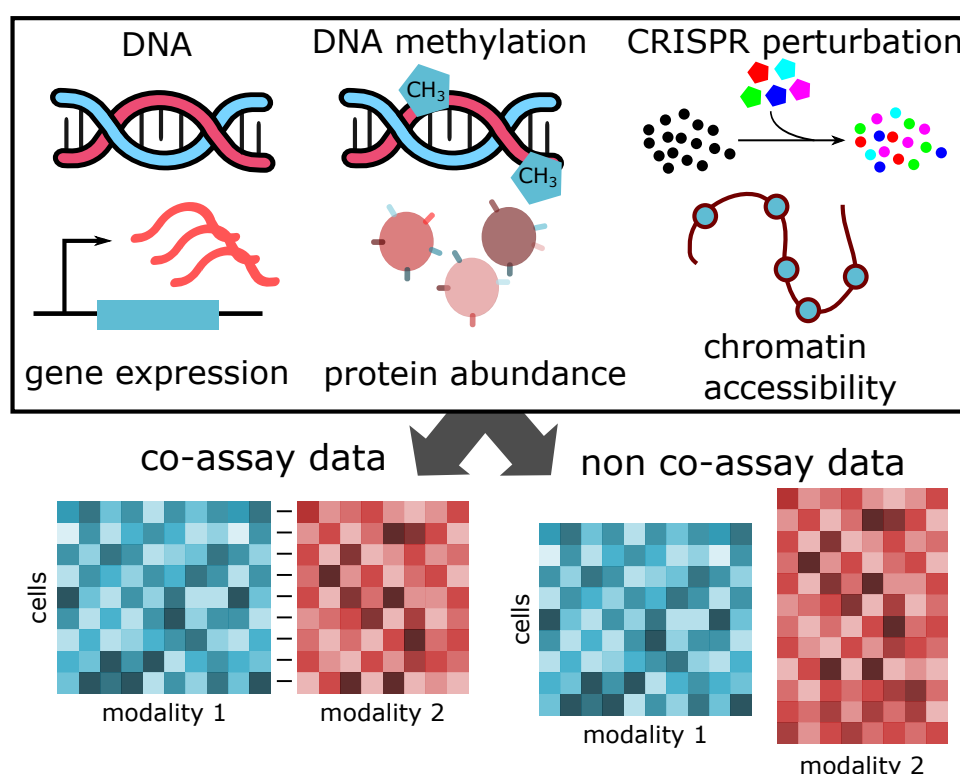 DNA
DNA methylation
CRISPR perturbation
CH3
CH3
gene expression
protein abundance
chromatin
accessibility
co-assay data
non co-assay data
cells
modality 1
modality 2
cells
modality 1
modality 2